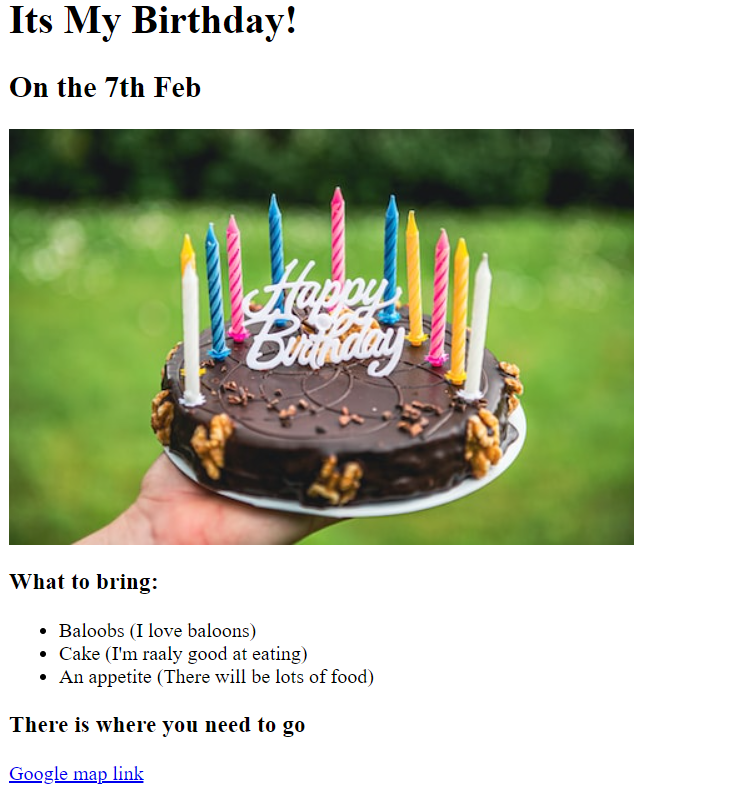 Its My Birthday!
On the 7th Feb
Happy
Birthday
What to bring:
Baloobs (I love baloons)
Cake (I'm raaly good at eating)
An appetite (There will be lots of food)
There is where you need to go
Google map link